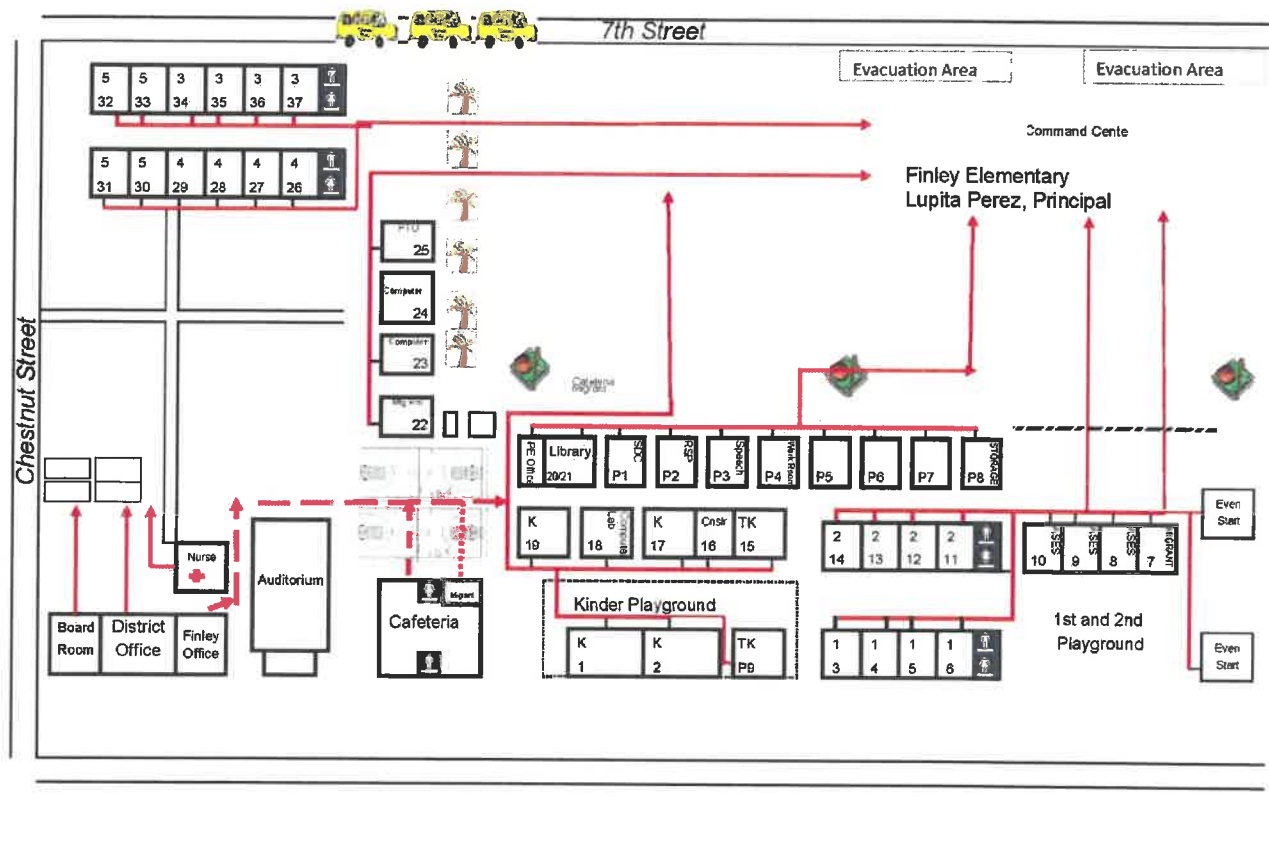 7th Street
Evacuation Area
Evacuation Area
Command Cente
Finley Elementary
Lupita Perez, Principal
Chestnut Street
5 5 3 3 3 3
32 33 34 35 36 37
5 5 4 4 4 4
31 30 29 28 27 26
25
Computer
24
Computer
23
22
Cafeteria
Migrant
PE Office
Library
20/21
SDC
P1
RSP
P2
Speech
P3
Work Room
P4
P5
P6
P7
STORAGE
P8
K
19
Lab
18
K
17
Cnslr
16
TK
15
2 2 2 2
14 13 12 11
ASES
10
ASES
9
ASES
8
MIGRANT
7
Even
Start
Nurse
Auditorium
Migrant
Cafeteria
Board
Room
District
Office
Finley
Office
Kinder Playground
K
1
K
2
TK
P9
1 1 1 1
3 4 5 6
1st and 2nd
Playground
Even
Start